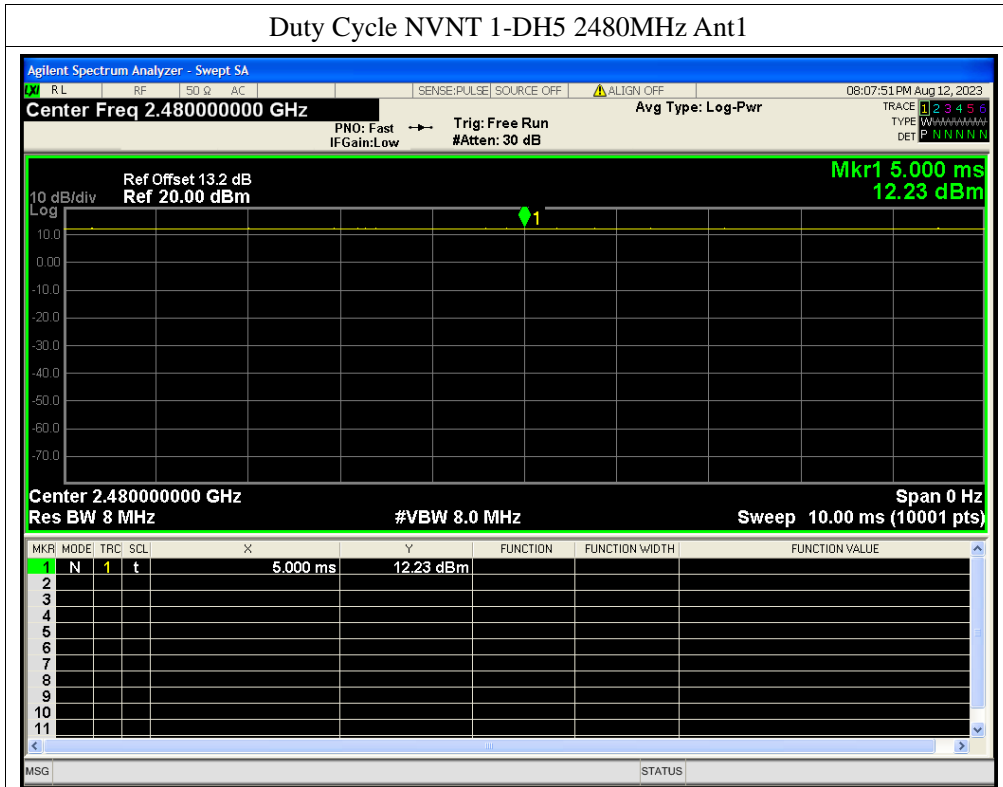 Duty Cycle NVNT 1-DH5 2480MHz Ant1
Agilent Spectrum Analyzer - Swept SA
LXI RL RF 50 Ω AC SENSE:PULSE SOURCE OFF ALIGN OFF 08:07:51 PM Aug 12, 2023
Center Freq 2.480000000 GHz
PNO: Fast
IFGain:Low
Trig: Free Run
#Atten: 30 dB
Avg Type: Log-Pwr
TRACE 1 2 3 4 5 6
TYPE WWWWWW
DET P N N N N N
Mkr1 5.000 ms
12.23 dBm
Ref Offset 13.2 dB
10 dB/div Ref 20.00 dBm
Log
1
10.0
0.00
-10.0
-20.0
-30.0
-40.0
-50.0
-60.0
-70.0
Center 2.480000000 GHz Span 0 Hz
Res BW 8 MHz #VBW 8.0 MHz Sweep 10.00 ms (10001 pts)
MKR MODE TRC SCL X Y FUNCTION FUNCTION WIDTH FUNCTION VALUE
1 N 1 t 5.000 ms 12.23 dBm
2
3
4
5
6
7
8
9
10
11
MSG STATUS